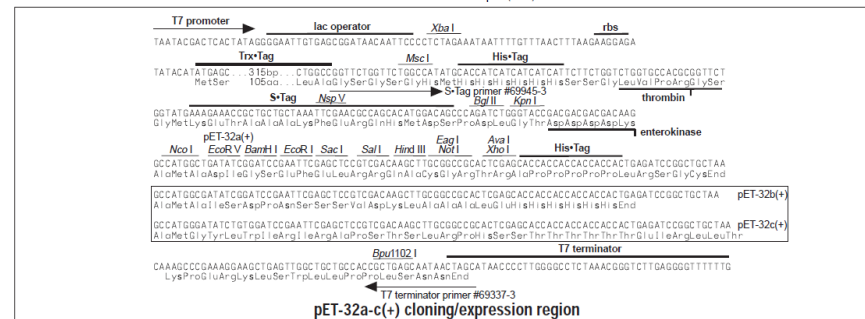 T7 promoter lac operator Xba I rbs
TAATACGACTCACTATAGGGGAATTGTGAGCGGATAACAATTCCCCTCTAGAAATAATTTTGTTTAACTTTAAGAAGGAGA
Trx•Tag Msc I His•Tag
TATACATATGAGC...315bp...CTGGCCGGTTCTGGTTCTGGCCATATGCACCATCATCATCATCATTCTTCTGGTCTGGTGCCACGCGGTTCT
MetSer 105aa...LeuAlaGlySerGlySerGlyHisMetHisHisHisHisHisHisSerSerGlyLeuValProArgGlySer
S•Tag primer #69945-3 thrombin
S•Tag Nsp V Bgl II Kpn I
GGTATGAAAGAAACCGCTGCTGCTAAATTCGAACGCCAGCACATGGACAGCCCAGATCTGGGTACCGACGACGACGACAAG
GlyMetLysGluThrAlaAlaAlaLysPheGluArgGlnHisMetAspSerProAspLeuGlyThrAspAspAspAspLys
enterokinase
pET-32a(+) Eag I Ava I
Nco I EcoR V BamH I EcoR I Sac I Sal I Hind III Not I Xho I His•Tag
GCCATGGCTGATATCGGATCCGAATTCGAGCTCCGTCGACAAGCTTGCGGCCGCACTCGAGCACCACCACCACCACCACTGAGATCCGGCTGCTAA
AlaMetAlaAspIleGlySerGluPheGluLeuArgArgGlnAlaCysGlyArgThrArgAlaProProProProProProLeuArgSerGlyCysEnd
GCCATGGCGATATCGGATCCGAATTCGAGCTCCGTCGACAAGCTTGCGGCCGCACTCGAGCACCACCACCACCACCACTGAGATCCGGCTGCTAA pET-32b(+)
AlaMetAlaIleSerAspProAsnSerSerSerValAspLysLeuAlaAlaAlaLeuGluHisHisHisHisHisHisEnd
GCCATGGGATATCTGTGGATCCGAATTCGAGCTCCGTCGACAAGCTTGCGGCCGCACTCGAGCACCACCACCACCACCACTGAGATCCGGCTGCTAA pET-32c(+)
AlaMetGlyTyrLeuTrpIleArgIleArgAlaProSerThrSerLeuArgProHisSerSerThrThrThrThrThrThrGluIleArgLeuLeuThr
Bpu1102 I T7 terminator
CAAAGCCCGAAAGGAAGCTGAGTTGGCTGCTGCCACCGCTGAGCAATAACTAGCATAACCCCTTGGGGCCTCTAAACGGGTCTTGAGGGGTTTTTTG
LysProGluArgLysLeuSerTrpLeuLeuProProLeuSerAsnAsnEnd
T7 terminator primer #69337-3
pET-32a-c(+) cloning/expression region